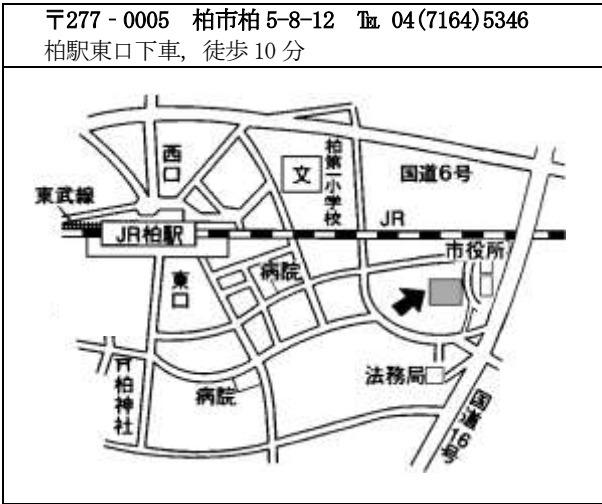 〒277‐0005 柏市柏5-8-12 ℡ 04(7164)5346
柏駅東口下車，徒歩10分
西口
文
柏第一小学校
国道6号
東武線
JR
JR柏駅
市役所
東口
病院
法務局
柏神社
病院
国道16号